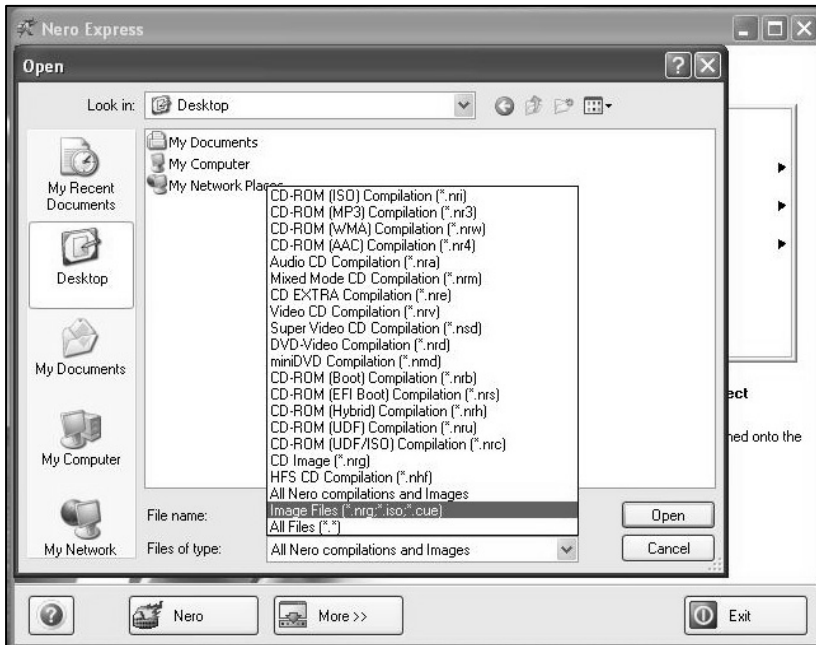 Nero Express
Open
Look in: Desktop
My Recent
Documents
Desktop
My Documents
My Computer
My Network
My Documents
My Computer
My Network Places
CD-ROM (ISO) Compilation (*.nri)
CD-ROM (MP3) Compilation (*.nr3)
CD-ROM (WMA) Compilation (*.nrw)
CD-ROM (AAC) Compilation (*.nr4)
Audio CD Compilation (*.nra)
Mixed Mode CD Compilation (*.nrm)
CD EXTRA Compilation (*.nre)
Video CD Compilation (*.nrv)
Super Video CD Compilation (*.nsd)
DVD-Video Compilation (*.nrd)
miniDVD Compilation (*.nmd)
CD-ROM (Boot) Compilation (*.nrb)
CD-ROM (EFI Boot) Compilation (*.nrs)
CD-ROM (Hybrid) Compilation (*.nrh)
CD-ROM (UDF) Compilation (*.nru)
CD-ROM (UDF/ISO) Compilation (*.nrc)
CD Image (*.nrg)
HFS CD Compilation (*.nhf)
All Nero compilations and Images
Image Files (*.nrg;*.iso;*.cue)
All Files (*.*)
File name:
Open
Files of type: All Nero compilations and Images
Cancel
ect
ned onto the
Nero
More >>
Exit